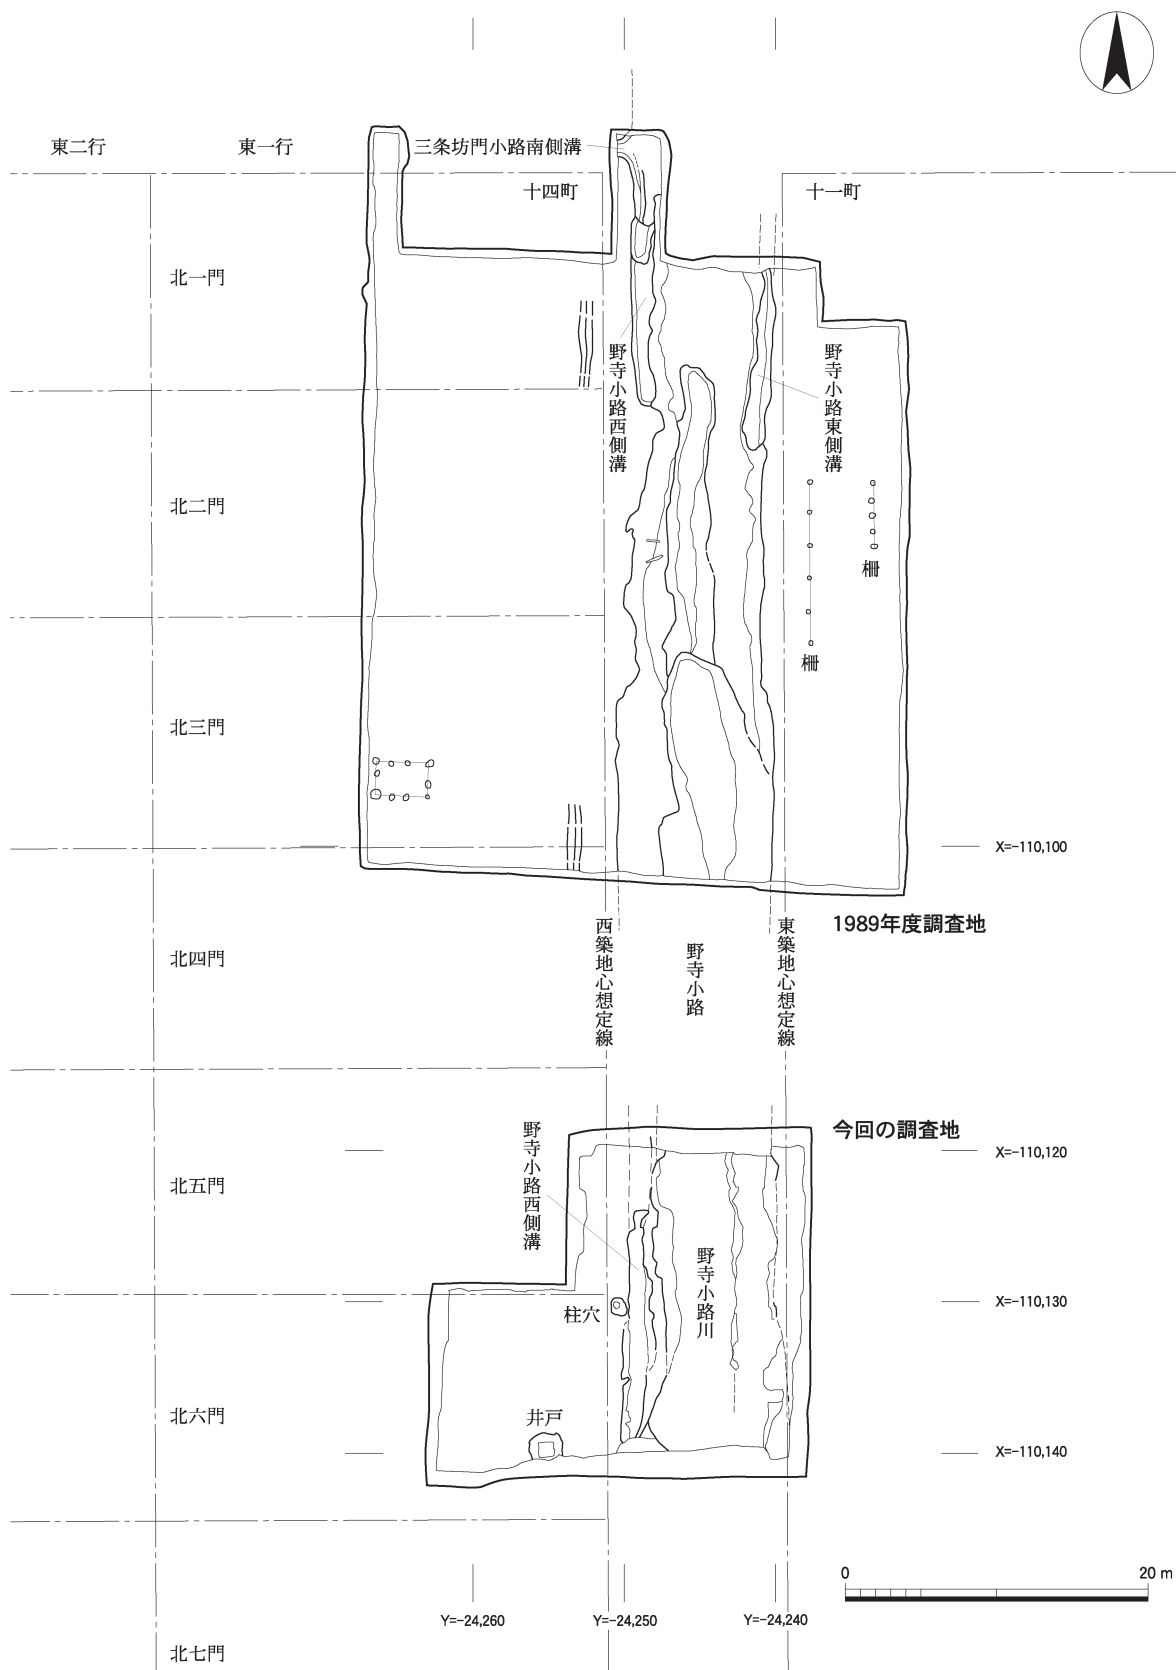 東二行
東一行
三条坊門小路南側溝
十四町
十一町
北一門
野寺小路西側溝
野寺小路東側溝
北二門
柵
柵
北三門
X=-110,100
1989年度調査地
西築地心想定線
野寺小路
東築地心想定線
北四門
今回の調査地
野寺小路西側溝
X=-110,120
北五門
野寺小路川
X=-110,130
柱穴
北六門
井戸
X=-110,140
0
20 m
Y=-24,260
Y=-24,250
Y=-24,240
北七門